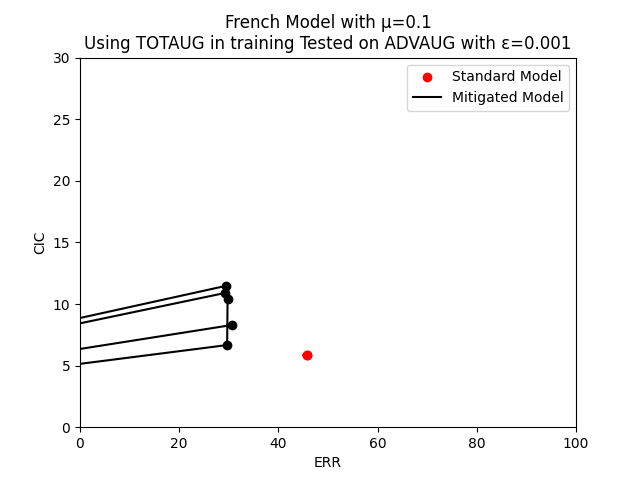 French Model with μ=0.1
Using TOTAUG in training Tested on ADVAUG with ε=0.001
Standard Model
Mitigated Model
30
25
20
15
10
5
0
CIC
0 20 40 60 80 100
ERR